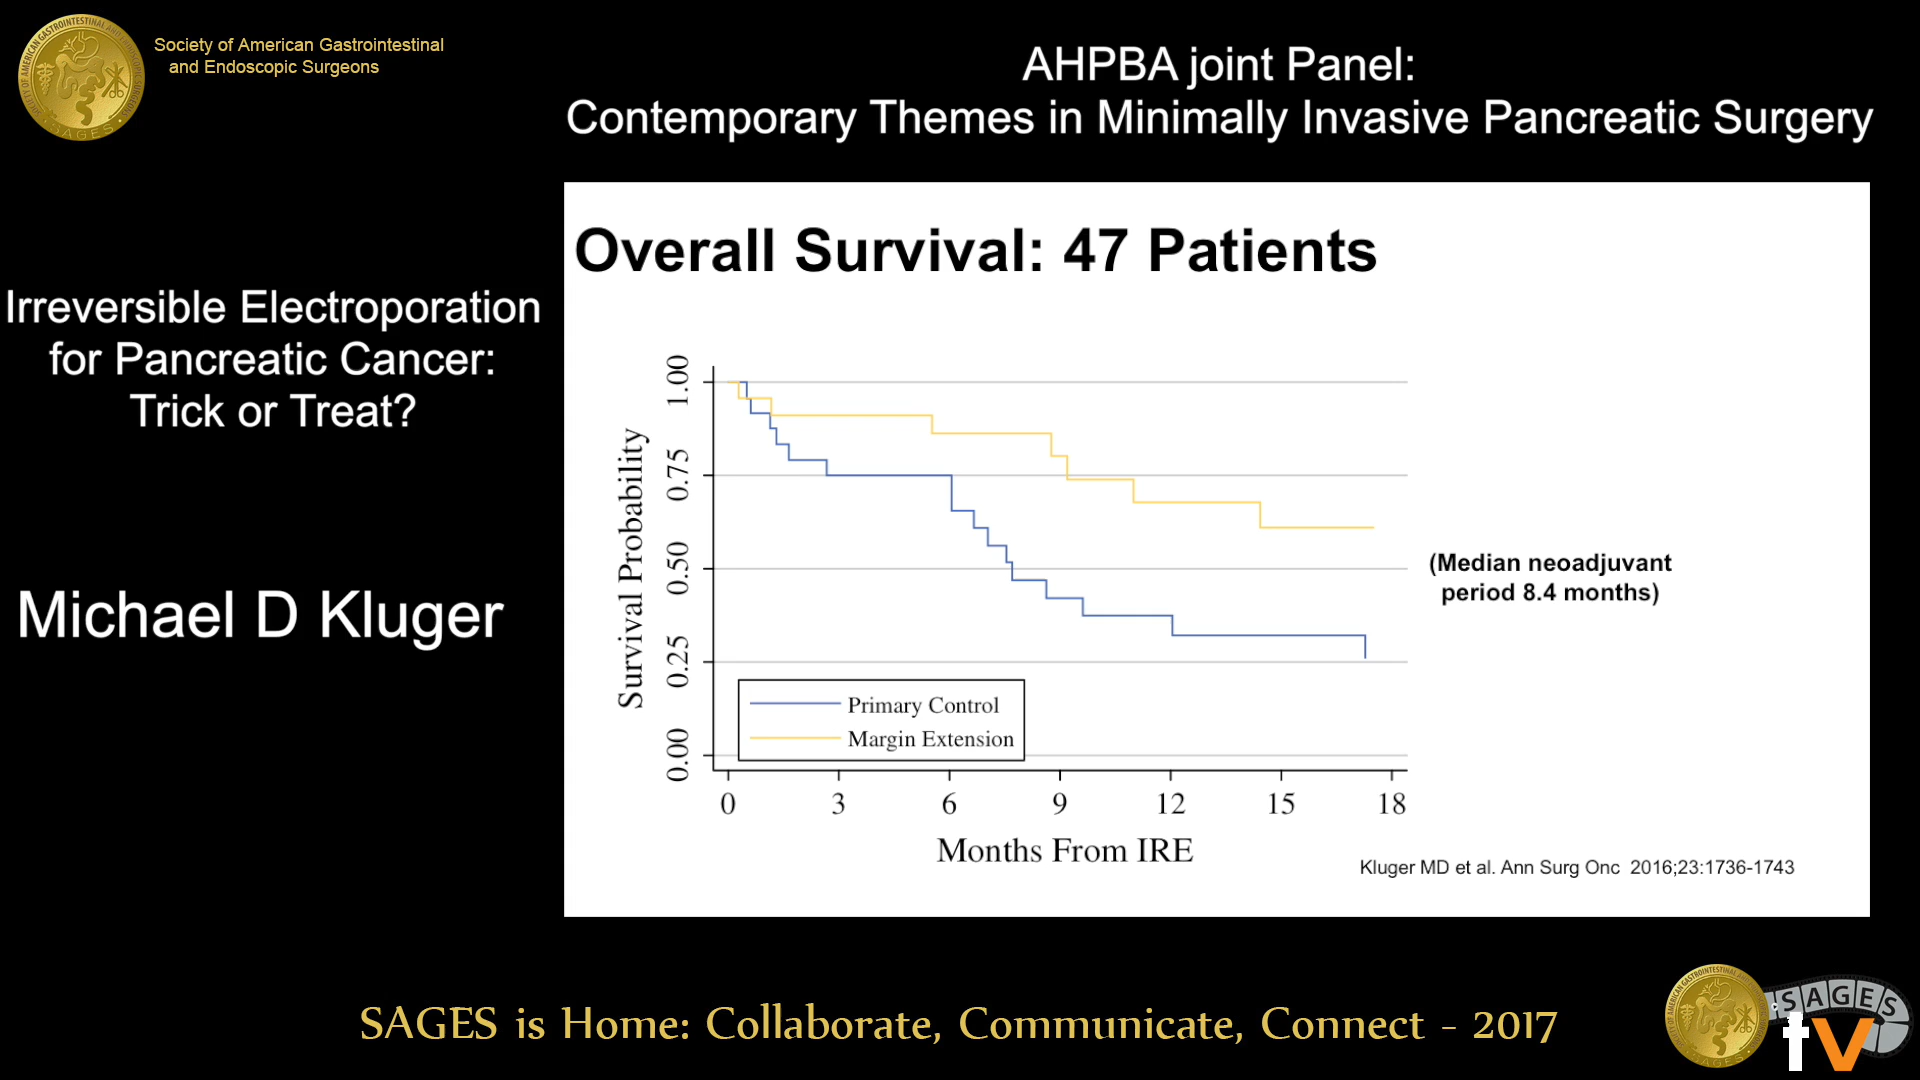 Society of American Gastrointestinal
and Endoscopic Surgeons
AHPBA joint Panel:
Contemporary Themes in Minimally Invasive Pancreatic Surgery
Irreversible Electroporation
for Pancreatic Cancer:
Trick or Treat?
Michael D Kluger
Overall Survival: 47 Patients
Survival Probability
1.00
0.75
0.50
0.25
0.00
Primary Control
Margin Extension
0 3 6 9 12 15 18
Months From IRE
(Median neoadjuvant
period 8.4 months)
Kluger MD et al. Ann Surg Onc 2016;23:1736-1743
SAGES is Home: Collaborate, Communicate, Connect - 2017
SAGES
SAGES
tv